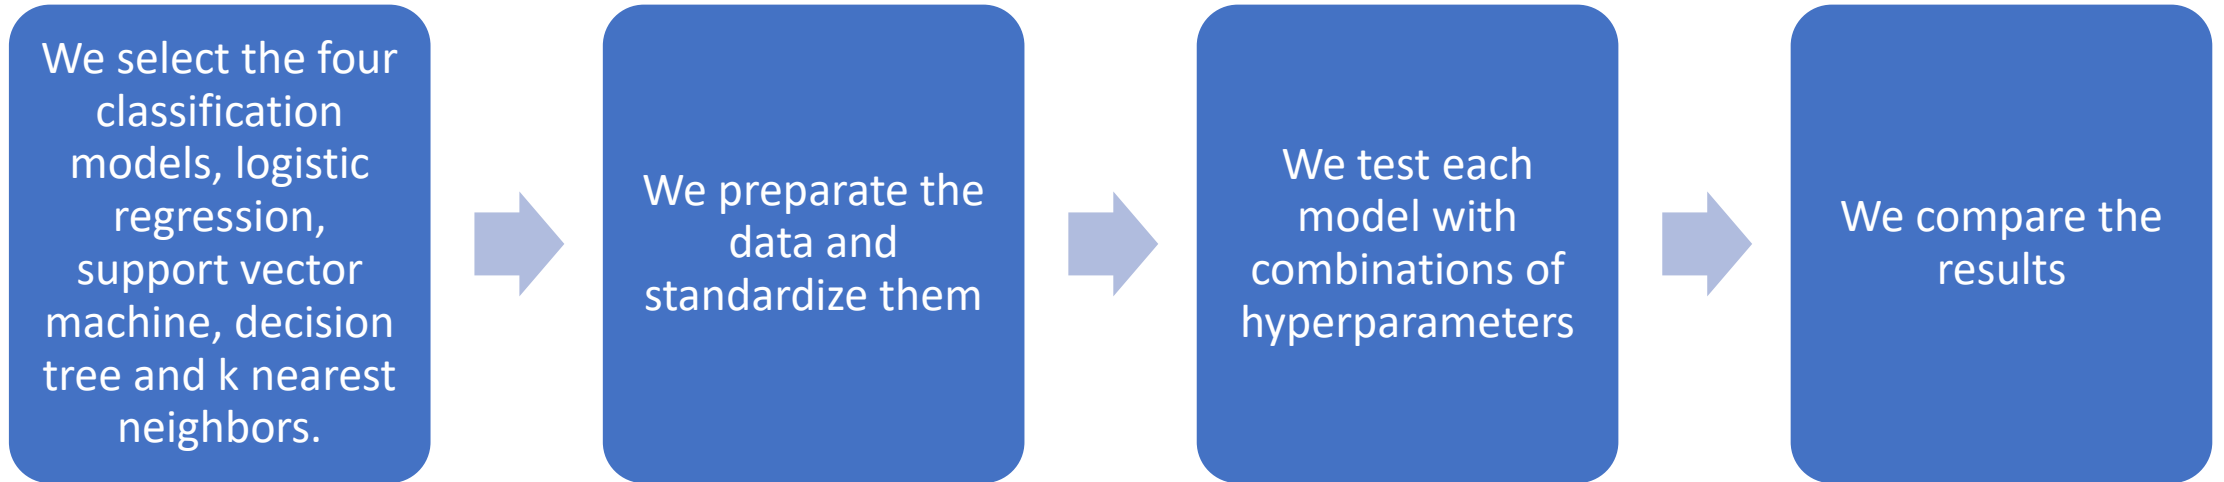 We select the four
classification
models, logistic
regression,
support vector
machine, decision
tree and k nearest
neighbors.
We preparate the
data and
standardize them
We test each
model with
combinations of
hyperparameters
We compare the
results